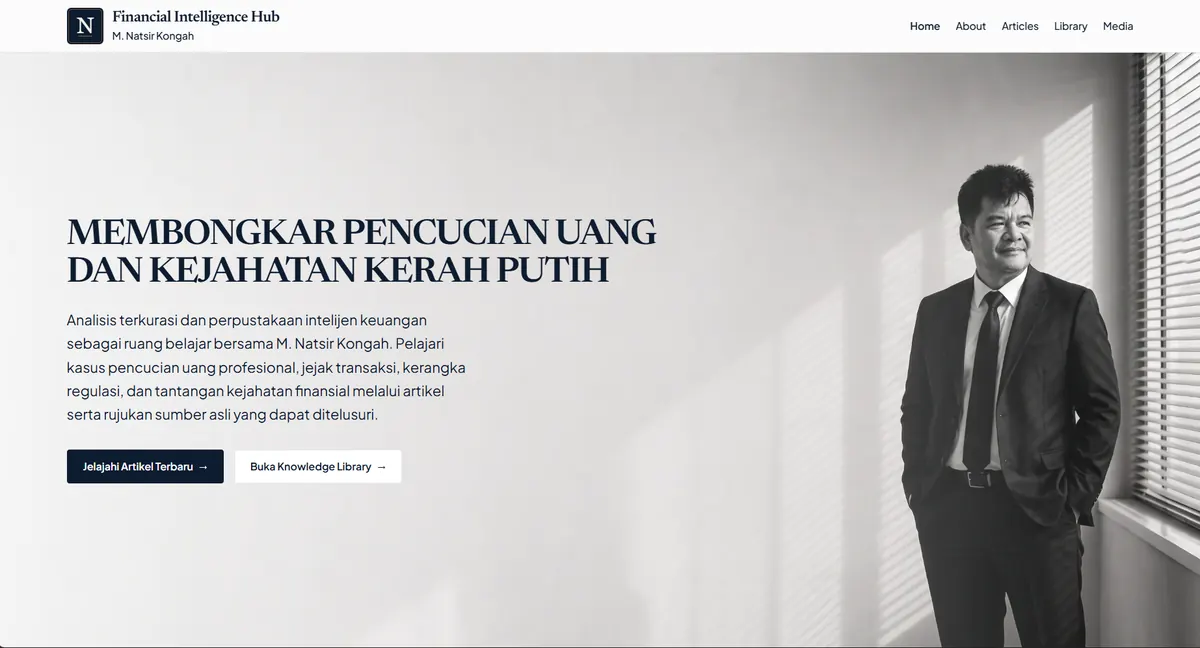 N
Financial Intelligence Hub
M. Natsir Kongah
Home About Articles Library Media
MEMBONGKAR PENCUCIAN UANG
DAN KEJAHATAN KERAH PUTIH
Analisis terkurasi dan perpustakaan intelijen keuangan
sebagai ruang belajar bersama M. Natsir Kongah. Pelajari
kasus pencucian uang profesional, jejak transaksi, kerangka
regulasi, dan tantangan kejahatan finansial melalui artikel
serta rujukan sumber asli yang dapat ditelusuri.
Jelajahi Artikel Terbaru → Buka Knowledge Library →